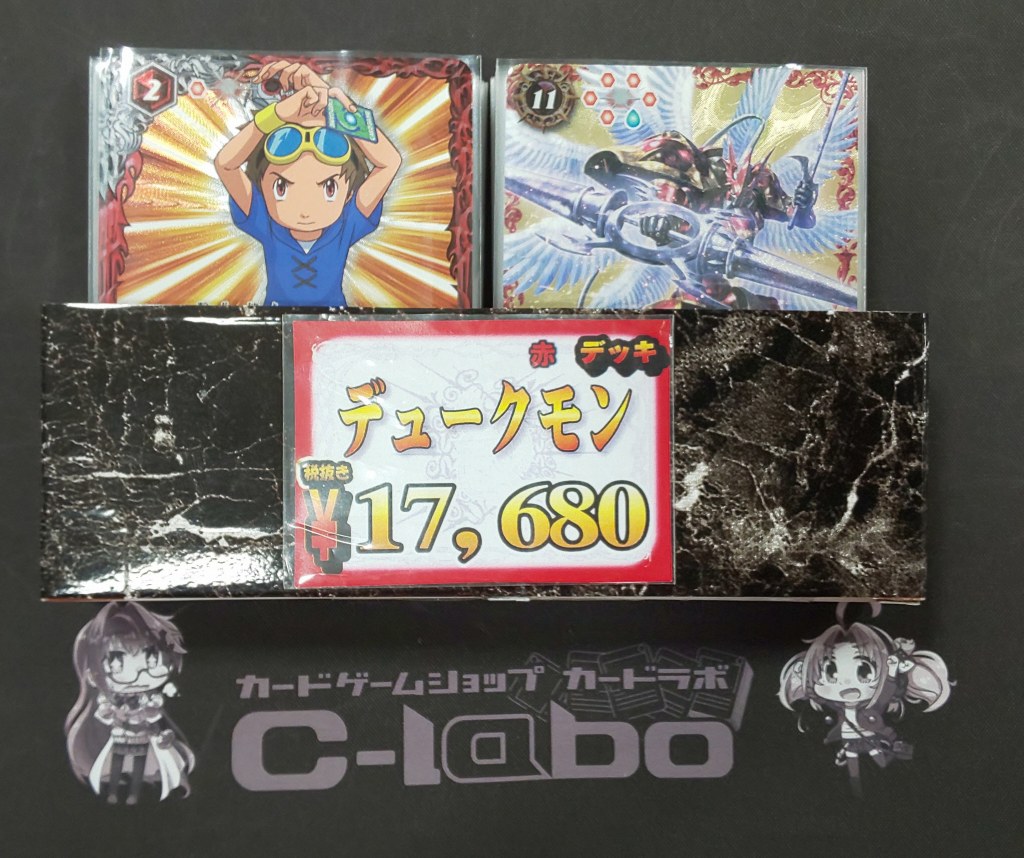 2
11
赤 デッキ
デュークモン
税抜き
¥17,680
カードゲームショップ カードラボ
C-labo